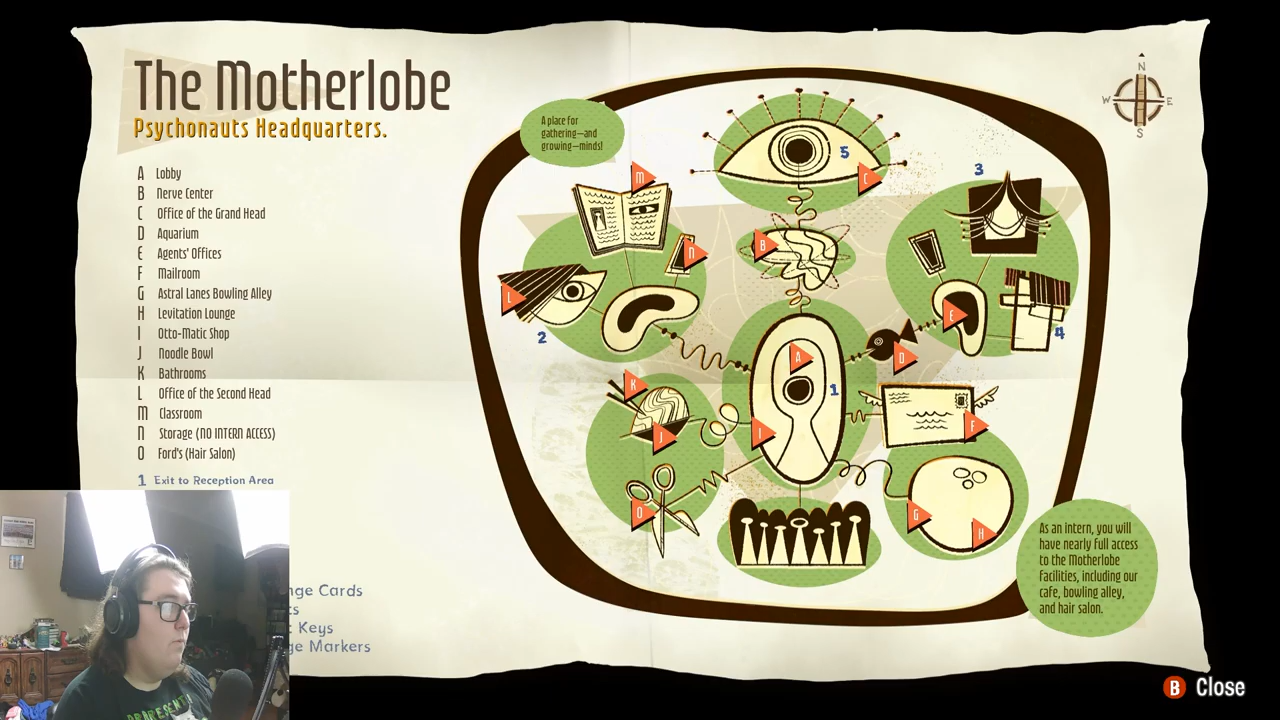 The Motherlobe
Psychonauts Headquarters.
A Lobby
B Nerve Center
C Office of the Grand Head
D Aquarium
E Agents' Offices
F Mailroom
G Astral Lanes Bowling Alley
H Levitation Lounge
I Otto-Matic Shop
J Noodle Bowl
K Bathrooms
L Office of the Second Head
M Classroom
N Storage (NO INTERN ACCESS)
O Ford's (Hair Salon)
1 Exit to Reception Area
Cards
Keys
Markers
A place for
gathering—and
growing—minds!
N
W E
S
5
C
M
3
B
N
L
2
E
4
A
D
1
K
J
I
F
O
G
H
As an intern, you will
have nearly full access
to the Motherlobe
Facilities, including our
cafe, bowling alley,
and hair salon.
B Close